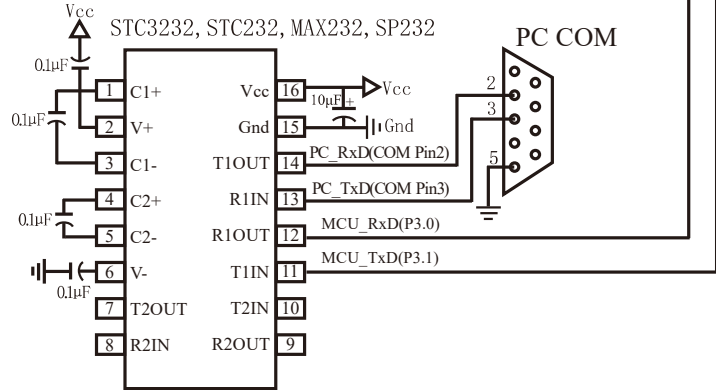 Vcc
STC3232, STC232, MAX232, SP232
PC COM
0.1μF
1 C1+ Vcc 16 Vcc
10μF +
2
0.1μF
3
2 V+ Gnd 15 Gnd
3 C1- T1OUT 14 PC_RxD(COM Pin2)
5
4 C2+ R1IN 13 PC_TxD(COM Pin3)
0.1μF
5 C2- R1OUT 12 MCU_RxD(P3.0)
6 V- T1IN 11 MCU_TxD(P3.1)
0.1μF
7 T2OUT T2IN 10
8 R2IN R2OUT 9